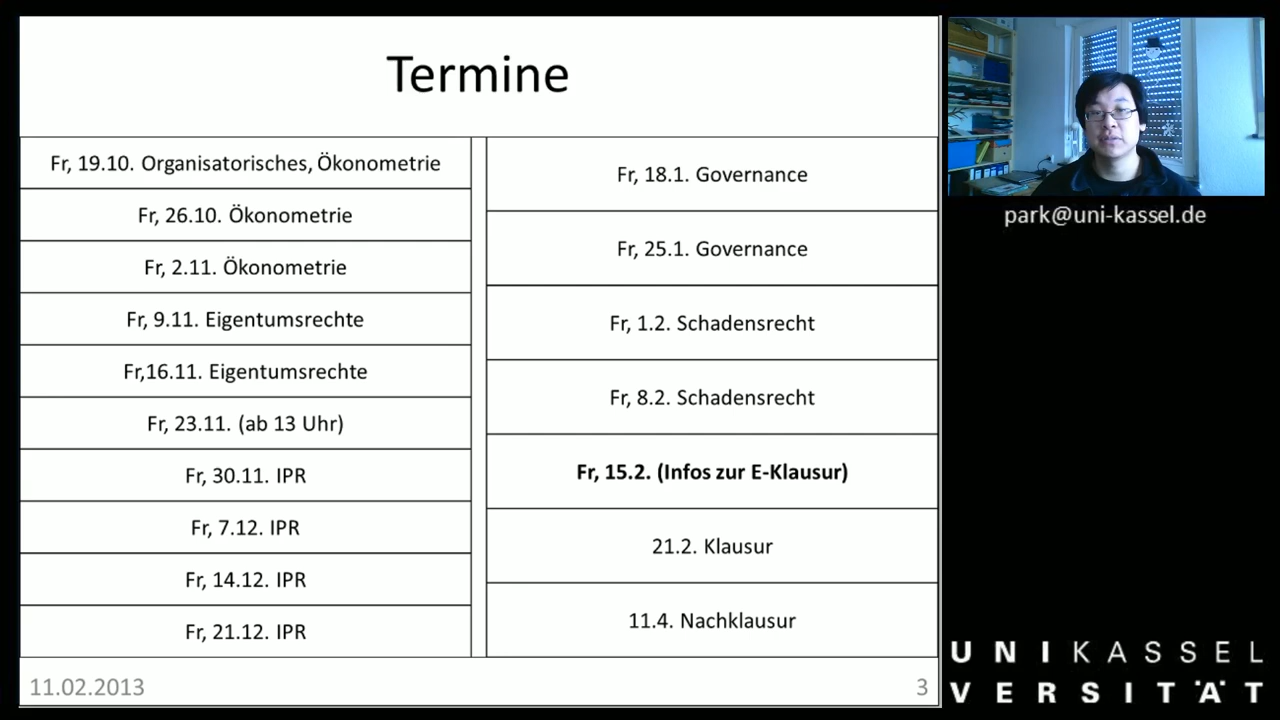 Termine
Fr, 19.10. Organisatorisches, Ökonometrie
Fr, 26.10. Ökonometrie
Fr, 2.11. Ökonometrie
Fr, 9.11. Eigentumsrechte
Fr,16.11. Eigentumsrechte
Fr, 23.11. (ab 13 Uhr)
Fr, 30.11. IPR
Fr, 7.12. IPR
Fr, 14.12. IPR
Fr, 21.12. IPR
Fr, 18.1. Governance
Fr, 25.1. Governance
Fr, 1.2. Schadensrecht
Fr, 8.2. Schadensrecht
Fr, 15.2. (Infos zur E-Klausur)
21.2. Klausur
11.4. Nachklausur
11.02.2013
3
park@uni-kassel.de
UNIKASSEL
VERSITÄT